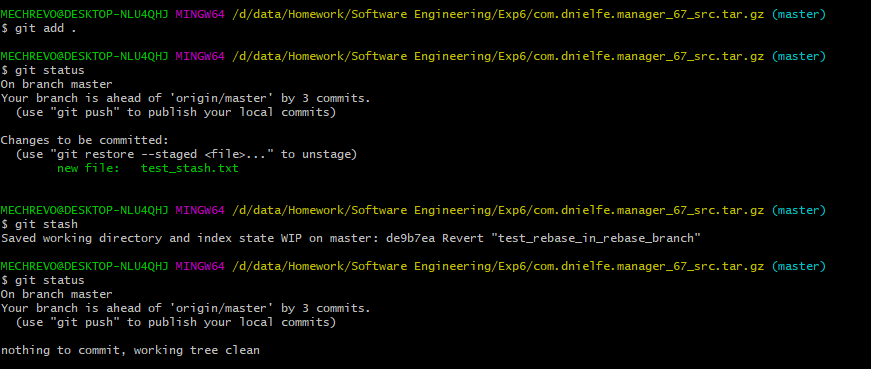 MECHREVO@DESKTOP-NLU4QHJ MINGW64 /d/data/Homework/Software Engineering/Exp6/com.dnielfe.manager_67_src.tar.gz (master)
$ git add .
MECHREVO@DESKTOP-NLU4QHJ MINGW64 /d/data/Homework/Software Engineering/Exp6/com.dnielfe.manager_67_src.tar.gz (master)
$ git status
On branch master
Your branch is ahead of 'origin/master' by 3 commits.
  (use "git push" to publish your local commits)
Changes to be committed:
  (use "git restore --staged <file>..." to unstage)
        new file:   test_stash.txt
MECHREVO@DESKTOP-NLU4QHJ MINGW64 /d/data/Homework/Software Engineering/Exp6/com.dnielfe.manager_67_src.tar.gz (master)
$ git stash
Saved working directory and index state WIP on master: de9b7ea Revert "test_rebase_in_rebase_branch"
MECHREVO@DESKTOP-NLU4QHJ MINGW64 /d/data/Homework/Software Engineering/Exp6/com.dnielfe.manager_67_src.tar.gz (master)
$ git status
On branch master
Your branch is ahead of 'origin/master' by 3 commits.
  (use "git push" to publish your local commits)
nothing to commit, working tree clean